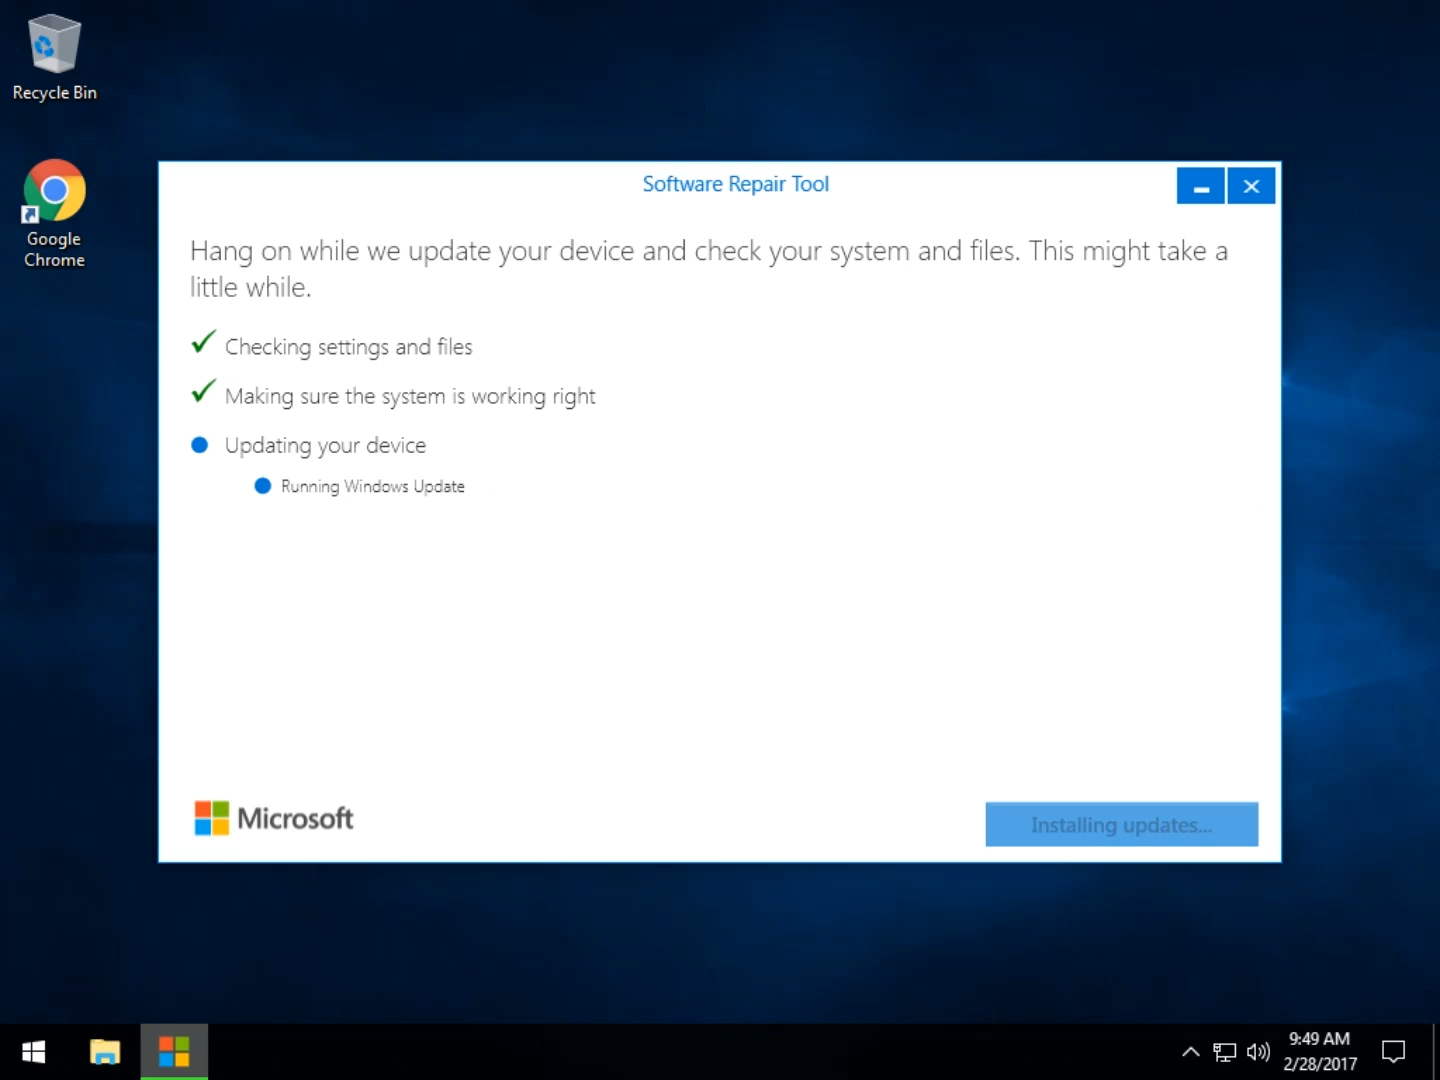 Recycle Bin
Google
Chrome
Software Repair Tool
Hang on while we update your device and check your system and files. This might take a
little while.
Checking settings and files
Making sure the system is working right
Updating your device
Running Windows Update
Microsoft
Installing updates...
9:49 AM
2/28/2017